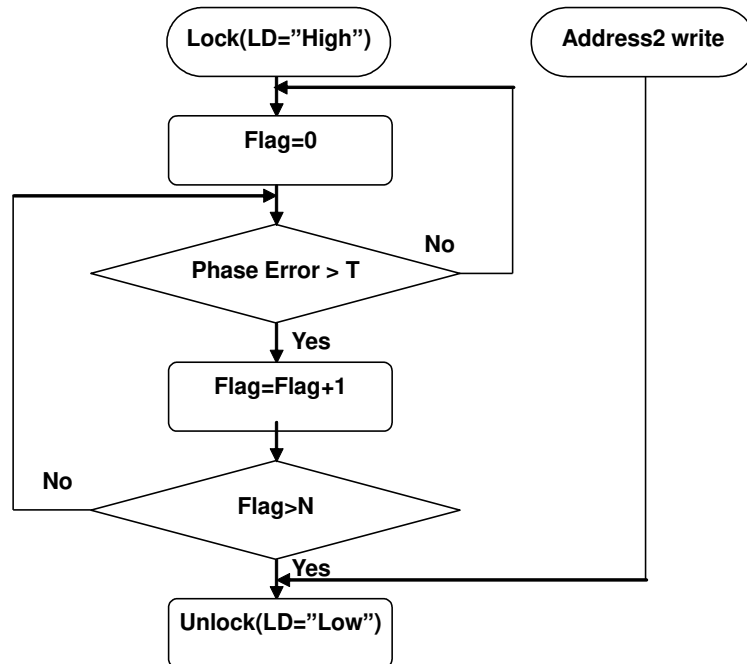 Lock(LD=”High”)
Address2 write
Flag=0
No
Phase Error > T
Yes
Flag=Flag+1
No
Flag>N
Yes
Unlock(LD=”Low”)